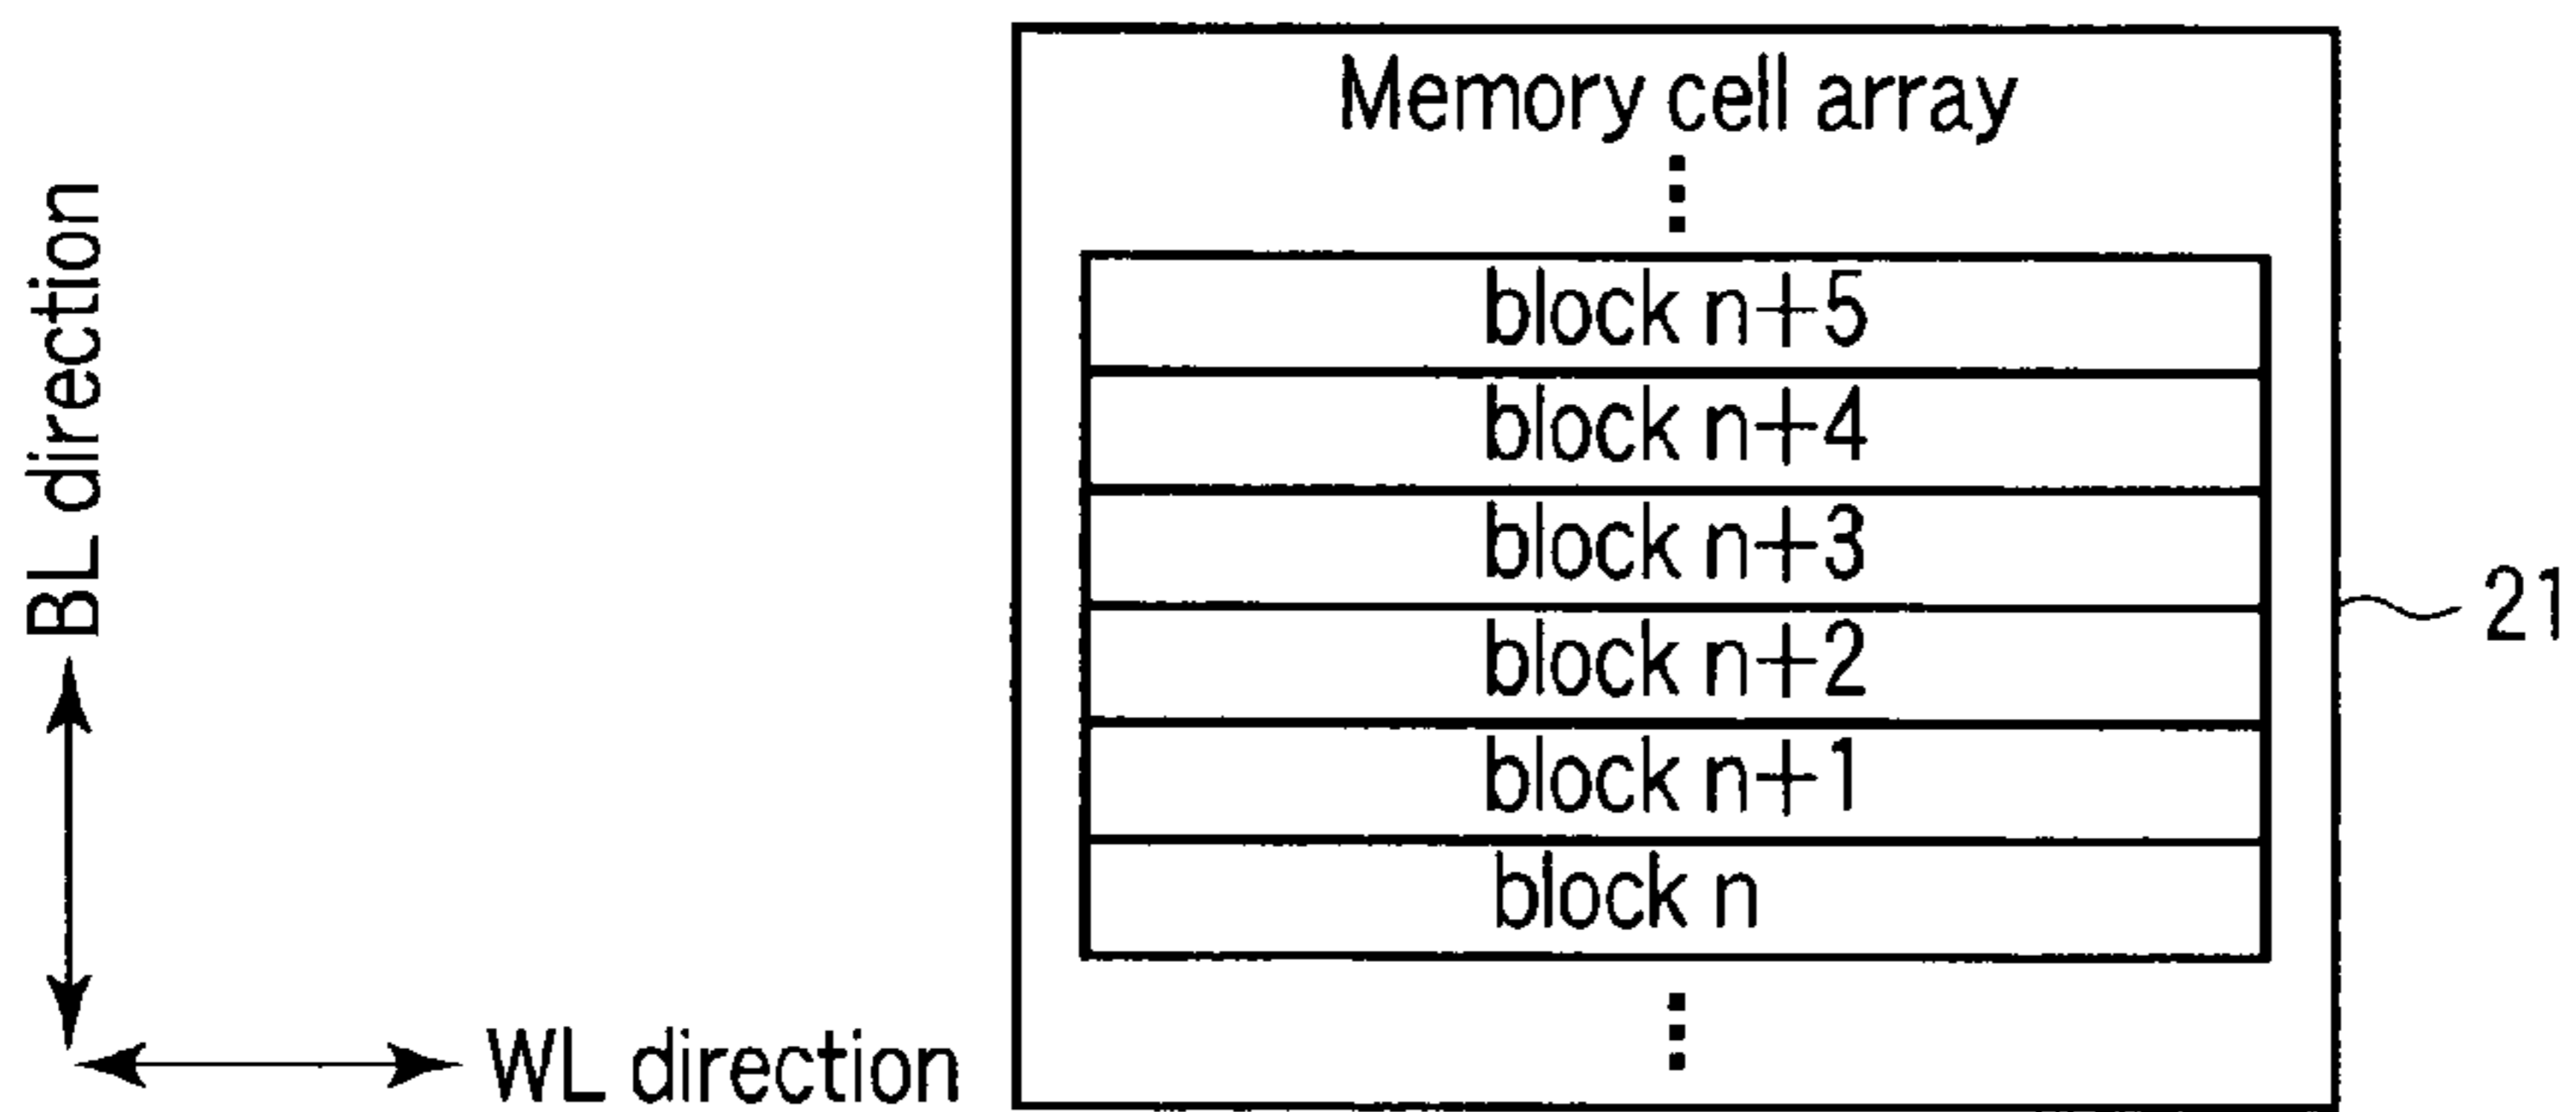 Memory cell array
block n+5
block n+4
block n+3
block n+2
block n+1
block n
21
BL direction
WL direction